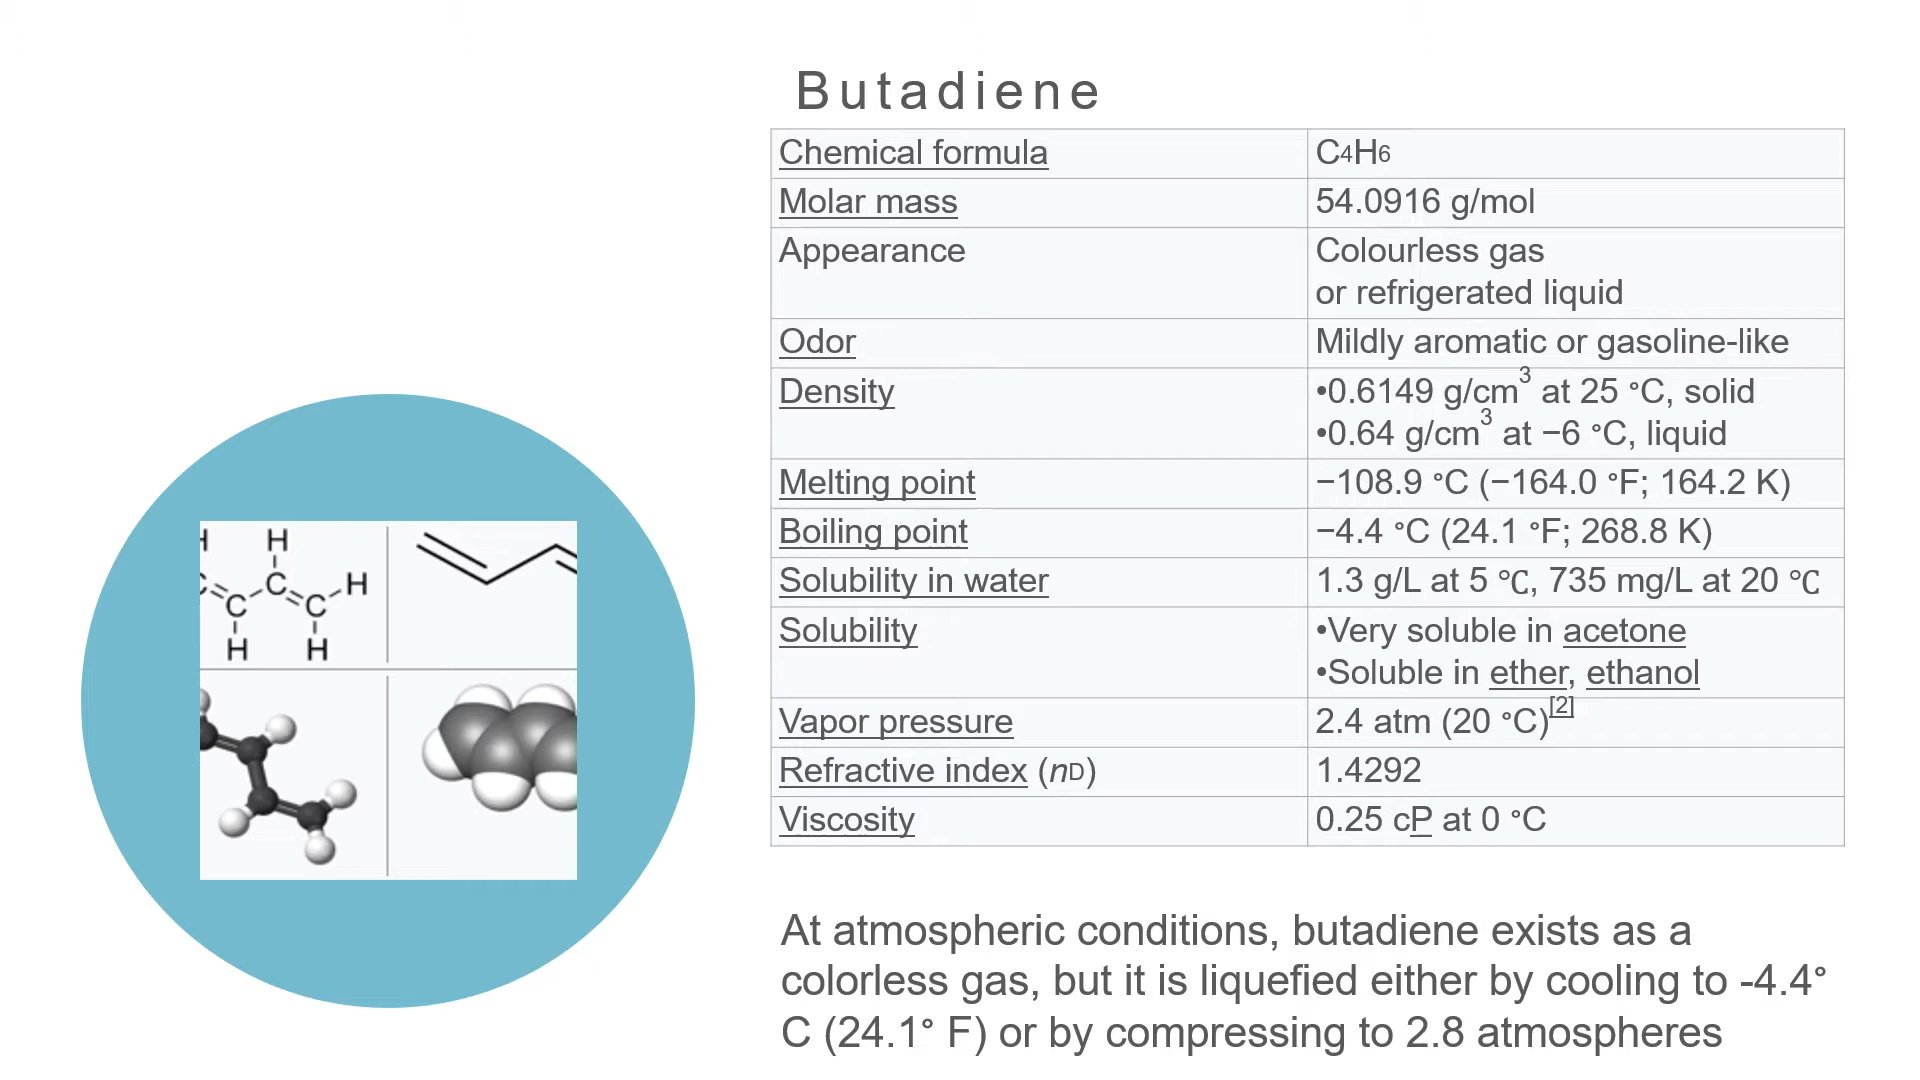 Butadiene
Chemical formula C4H6
Molar mass 54.0916 g/mol
Appearance Colourless gas
or refrigerated liquid
Odor Mildly aromatic or gasoline-like
Density •0.6149 g/cm³ at 25 °C, solid
•0.64 g/cm³ at −6 °C, liquid
Melting point −108.9 °C (−164.0 °F; 164.2 K)
Boiling point −4.4 °C (24.1 °F; 268.8 K)
Solubility in water 1.3 g/L at 5 ℃, 735 mg/L at 20 ℃
Solubility •Very soluble in acetone
•Soluble in ether, ethanol
Vapor pressure 2.4 atm (20 °C)[2]
Refractive index (nD) 1.4292
Viscosity 0.25 cP at 0 °C
H H
C C H
C C
H H
At atmospheric conditions, butadiene exists as a
colorless gas, but it is liquefied either by cooling to -4.4°
C (24.1° F) or by compressing to 2.8 atmospheres